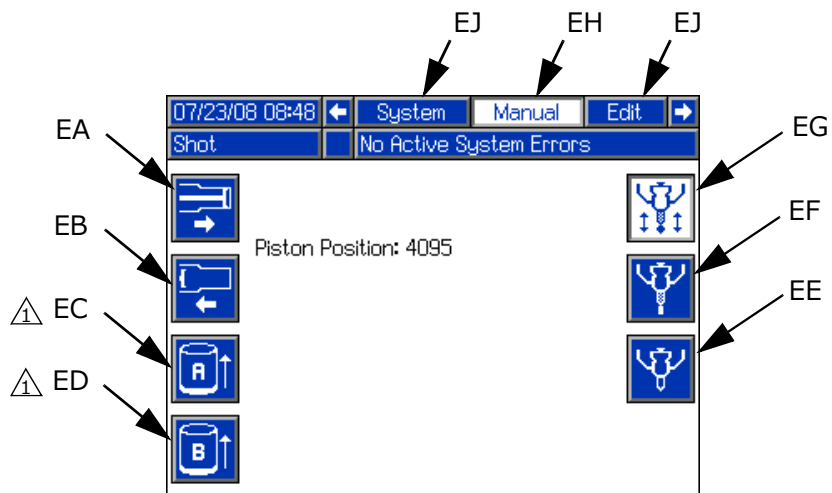 EJ EH EJ
07/23/08 08:48 System Manual Edit
Shot No Active System Errors
EA
EG
EB
Piston Position: 4095
EF
1 EC
A
EE
1 ED
B